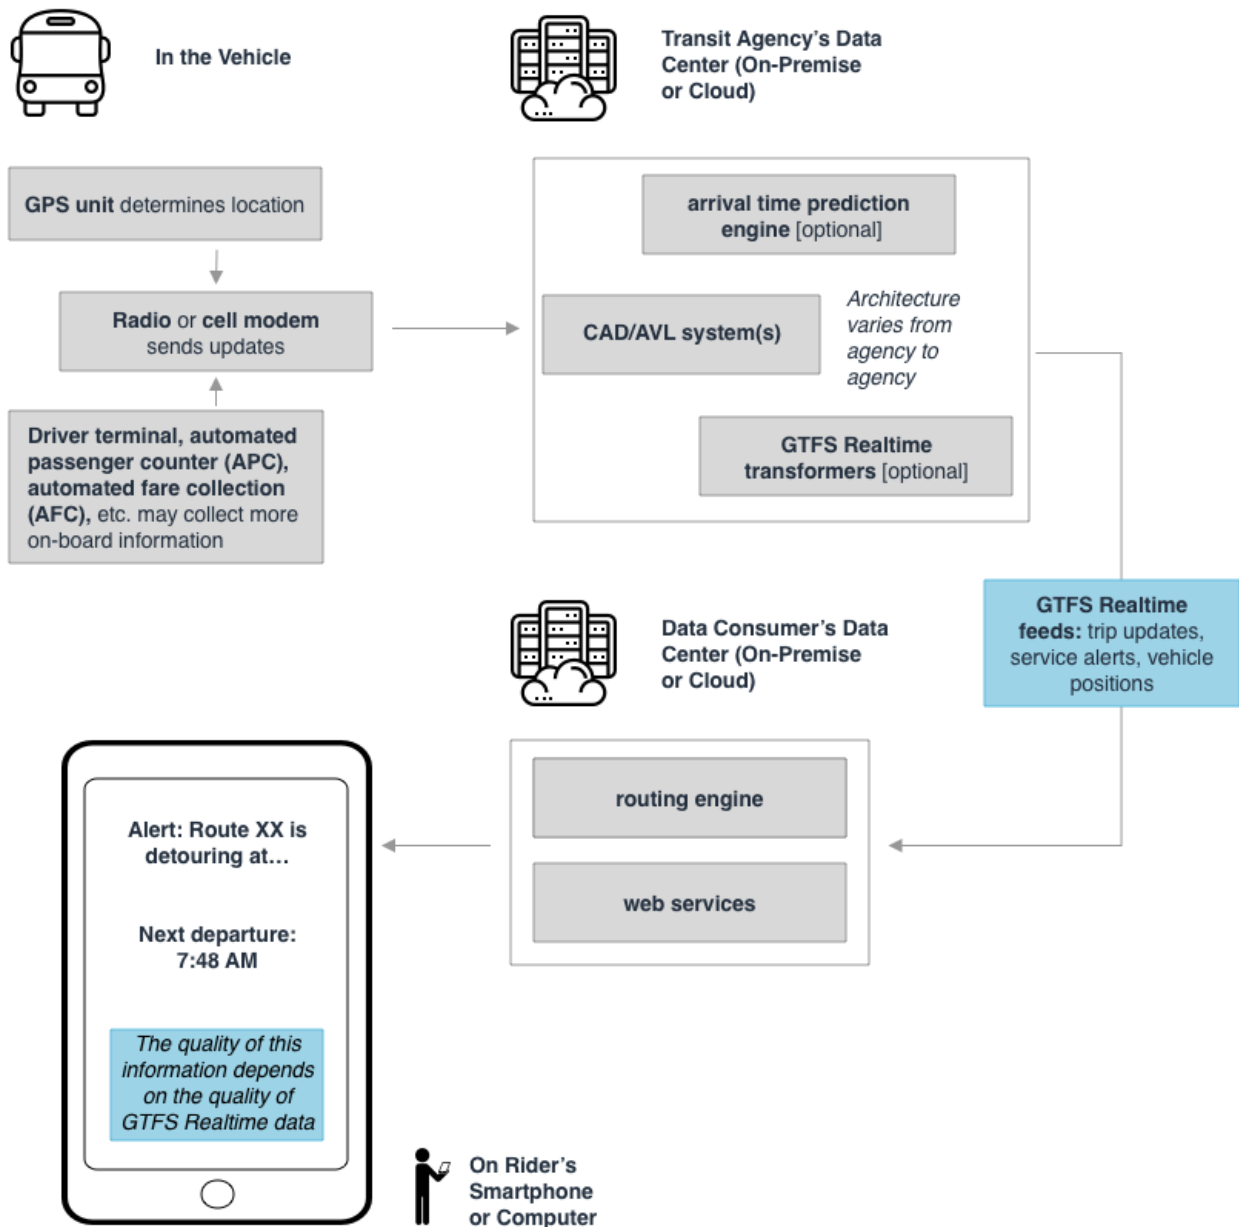 In the Vehicle
Transit Agency's Data
Center (On-Premise
or Cloud)
GPS unit determines location
Radio or cell modem
sends updates
Driver terminal, automated
passenger counter (APC),
automated fare collection
(AFC), etc. may collect more
on-board information
arrival time prediction
engine [optional]
CAD/AVL system(s)
Architecture
varies from
agency to
agency
GTFS Realtime
transformers [optional]
GTFS Realtime
feeds: trip updates,
service alerts, vehicle
positions
Data Consumer's Data
Center (On-Premise
or Cloud)
routing engine
web services
Alert: Route XX is
detouring at…
Next departure:
7:48 AM
The quality of this
information depends
on the quality of
GTFS Realtime data
On Rider's
Smartphone
or Computer